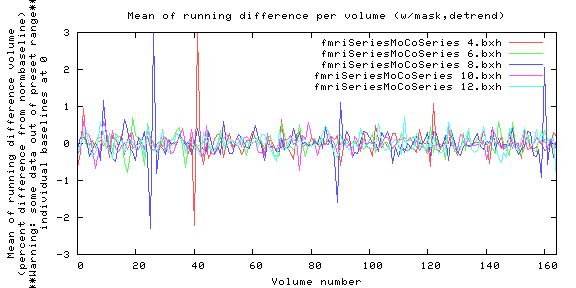 Mean of running difference per volume (w/mask,detrend)
Mean of running difference volume
(percent difference from normbaseline)
**Warning: some data out of preset range**
individual baselines at 0
3
2
1
0
-1
-2
-3
fmriSeriesMoCoSeries 4.bxh
fmriSeriesMoCoSeries 6.bxh
fmriSeriesMoCoSeries 8.bxh
fmriSeriesMoCoSeries 10.bxh
fmriSeriesMoCoSeries 12.bxh
0 20 40 60 80 100 120 140 160
Volume number